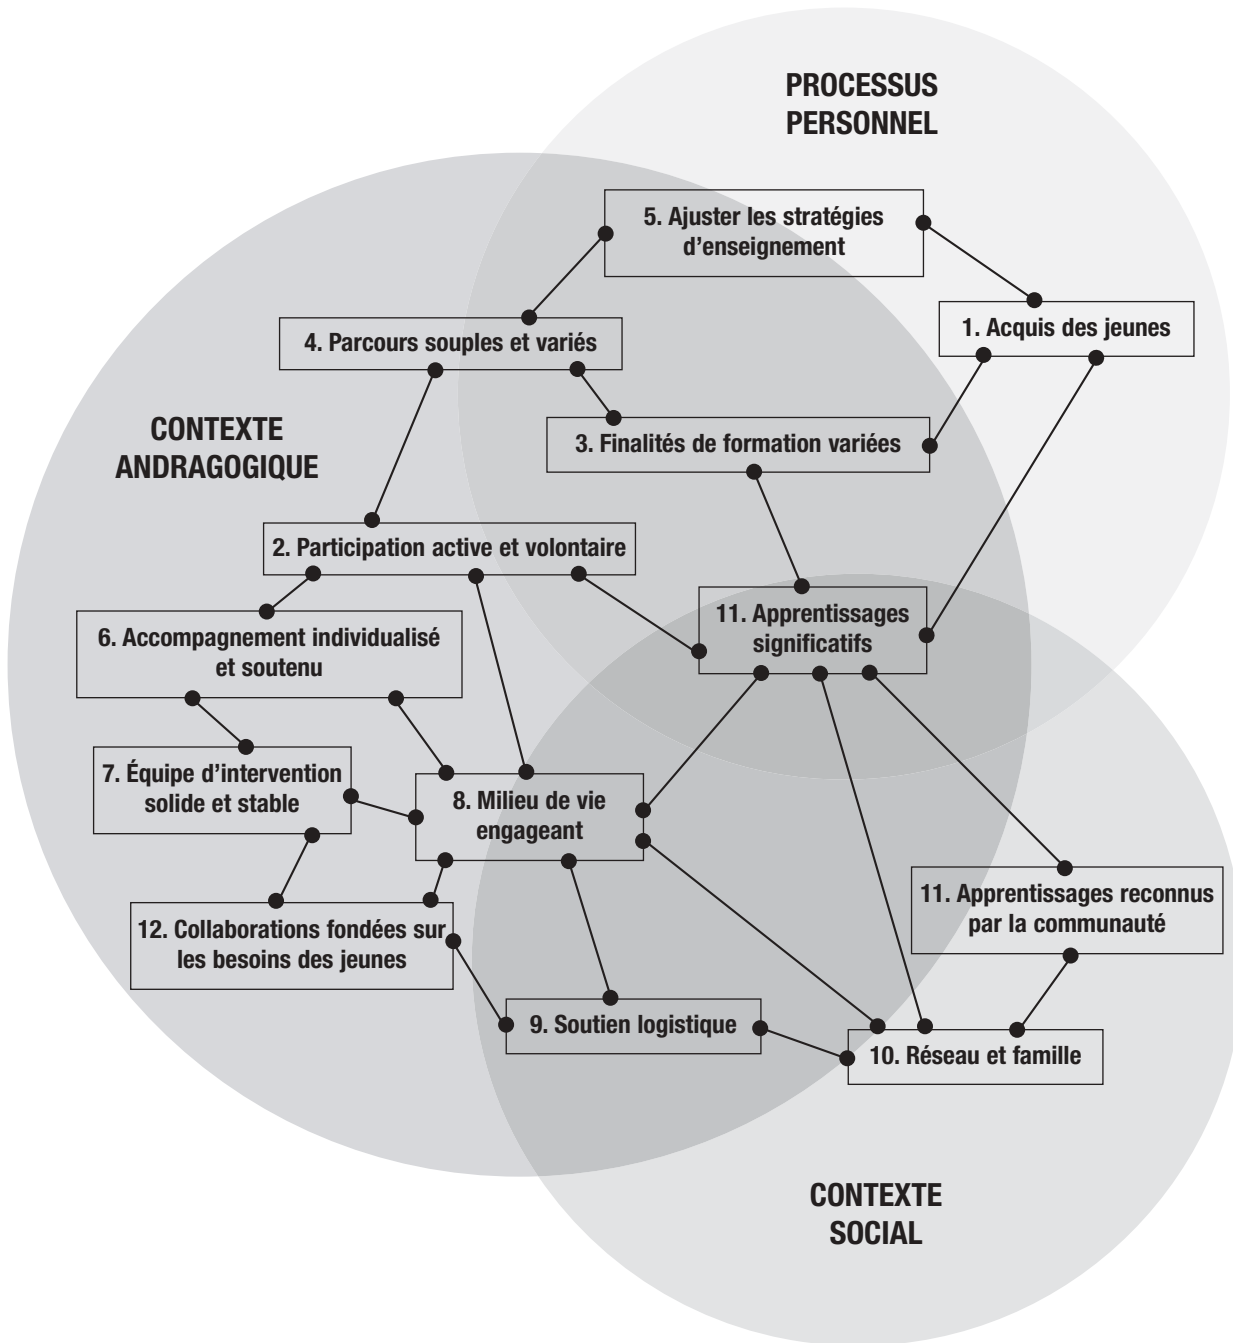 PROCESSUS
PERSONNEL
5. Ajuster les stratégies
d'enseignement
1. Acquis des jeunes
4. Parcours souples et variés
CONTEXTE
ANDRAGOGIQUE
3. Finalités de formation variées
2. Participation active et volontaire
11. Apprentissages
significatifs
6. Accompagnement individualisé
et soutenu
7. Équipe d'intervention
solide et stable
8. Milieu de vie
engageant
11. Apprentissages reconnus
par la communauté
12. Collaborations fondées sur
les besoins des jeunes
9. Soutien logistique
10. Réseau et famille
CONTEXTE
SOCIAL